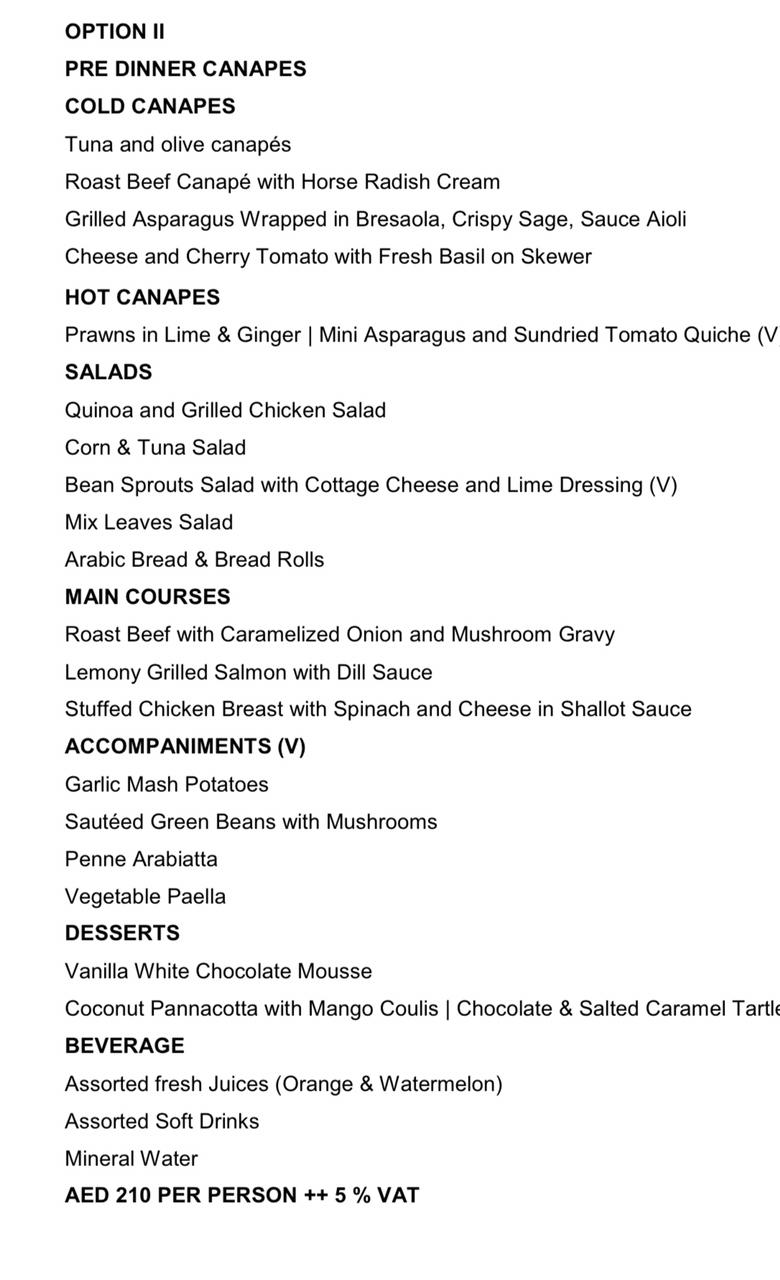 OPTION II
PRE DINNER CANAPES
COLD CANAPES
Tuna and olive canapés
Roast Beef Canapé with Horse Radish Cream
Grilled Asparagus Wrapped in Bresaola, Crispy Sage, Sauce Aioli
Cheese and Cherry Tomato with Fresh Basil on Skewer
HOT CANAPES
Prawns in Lime & Ginger | Mini Asparagus and Sundried Tomato Quiche (V
SALADS
Quinoa and Grilled Chicken Salad
Corn & Tuna Salad
Bean Sprouts Salad with Cottage Cheese and Lime Dressing (V)
Mix Leaves Salad
Arabic Bread & Bread Rolls
MAIN COURSES
Roast Beef with Caramelized Onion and Mushroom Gravy
Lemony Grilled Salmon with Dill Sauce
Stuffed Chicken Breast with Spinach and Cheese in Shallot Sauce
ACCOMPANIMENTS (V)
Garlic Mash Potatoes
Sautéed Green Beans with Mushrooms
Penne Arabiatta
Vegetable Paella
DESSERTS
Vanilla White Chocolate Mousse
Coconut Pannacotta with Mango Coulis | Chocolate & Salted Caramel
BEVERAGE
Assorted fresh Juices (Orange & Watermelon)
Assorted Soft Drinks
Mineral Water
AED 210 PER PERSON ++ 5 % VAT